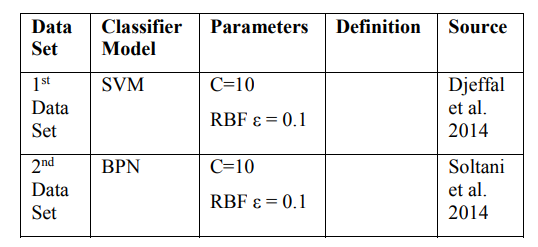 Data Set
Classifier Model
Parameters
Definition
Source
1st Data Set
SVM
C=10
RBF ε = 0.1
Djeffal et al. 2014
2nd Data Set
BPN
C=10
RBF ε = 0.1
Soltani et al. 2014